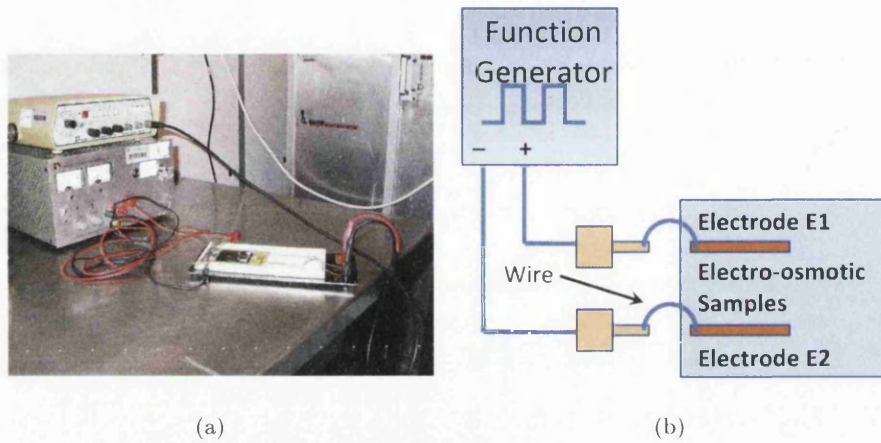 Function
Generator
− +
Electrode E1
Wire
Electro-osmotic
Samples
Electrode E2
(a)
(b)